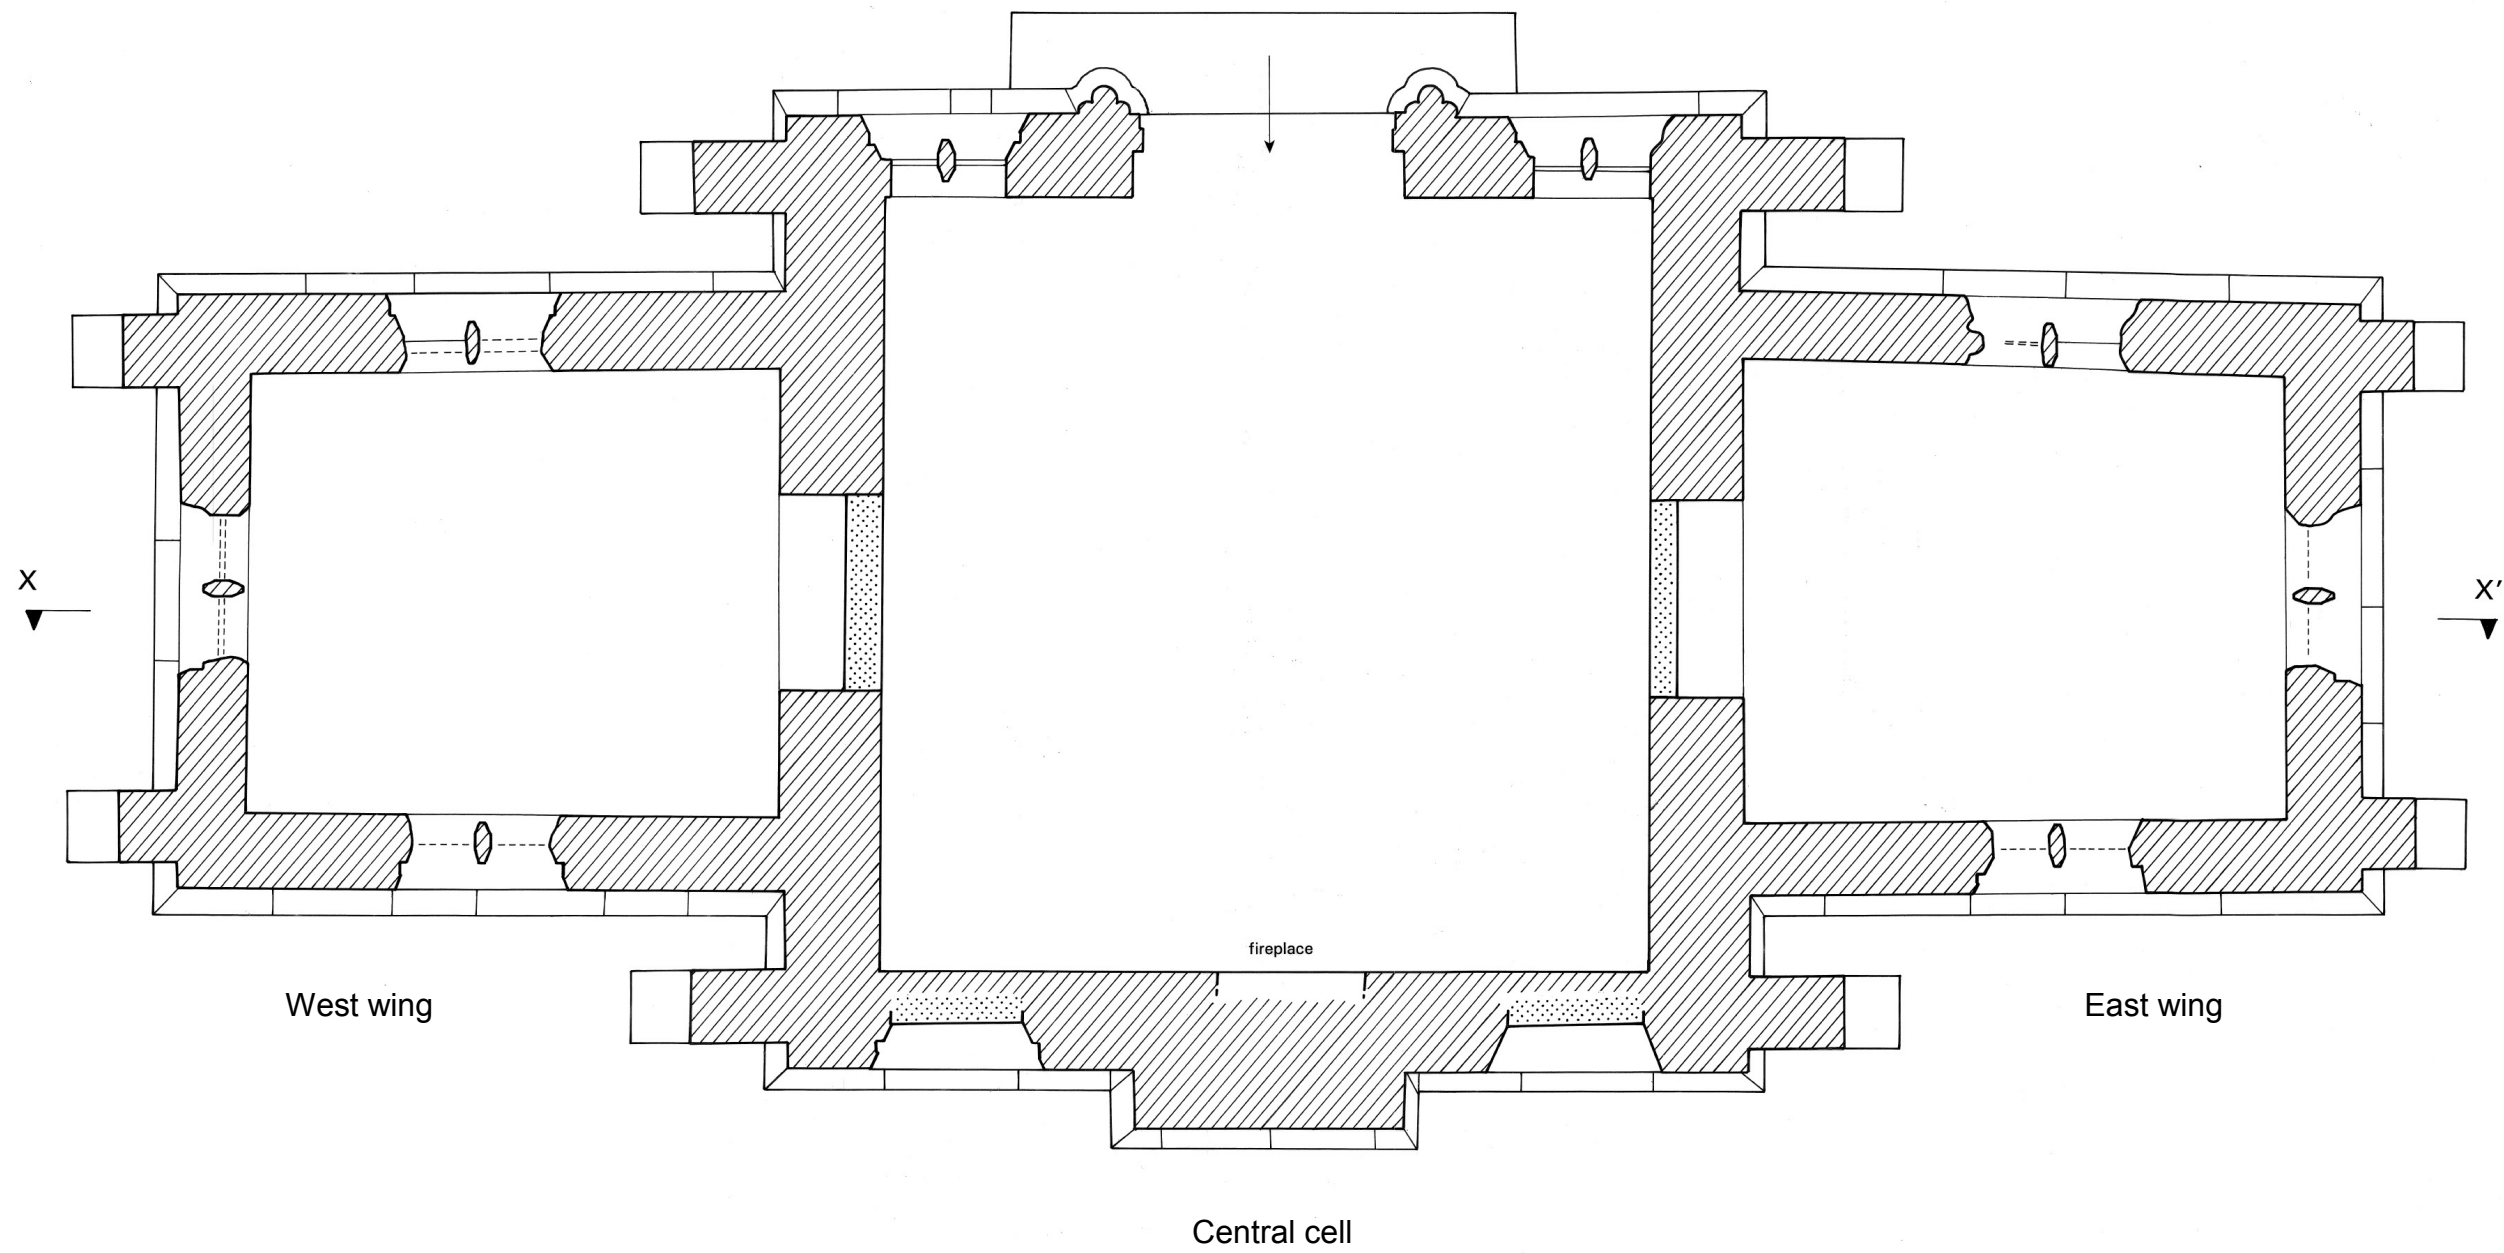 X
X'
fireplace
West wing
East wing
Central cell